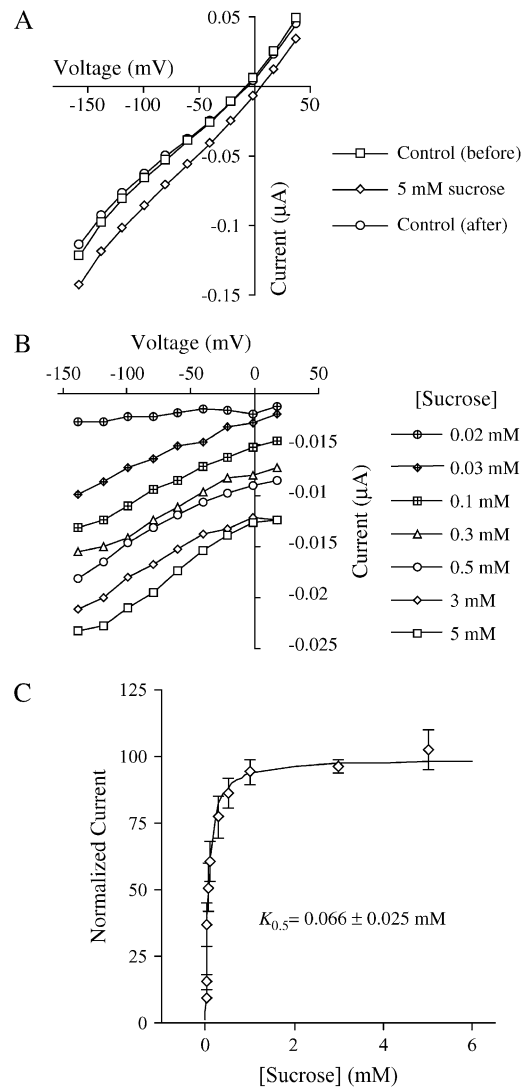 A
0.05
Voltage (mV)
-150 -100 -50 0 50
-0.05
-0.1
-0.15
Current (μA)
Control (before)
5 mM sucrose
Control (after)
B
Voltage (mV)
-150 -100 -50 0 50
-0.015
-0.01
-0.015
-0.02
-0.025
Current (μA)
[Sucrose]
0.02 mM
0.03 mM
0.1 mM
0.3 mM
0.5 mM
3 mM
5 mM
C
125
100
75
50
25
0
Normalized Current
K0.5= 0.066 ± 0.025 mM
0 2 4 6
[Sucrose] (mM)